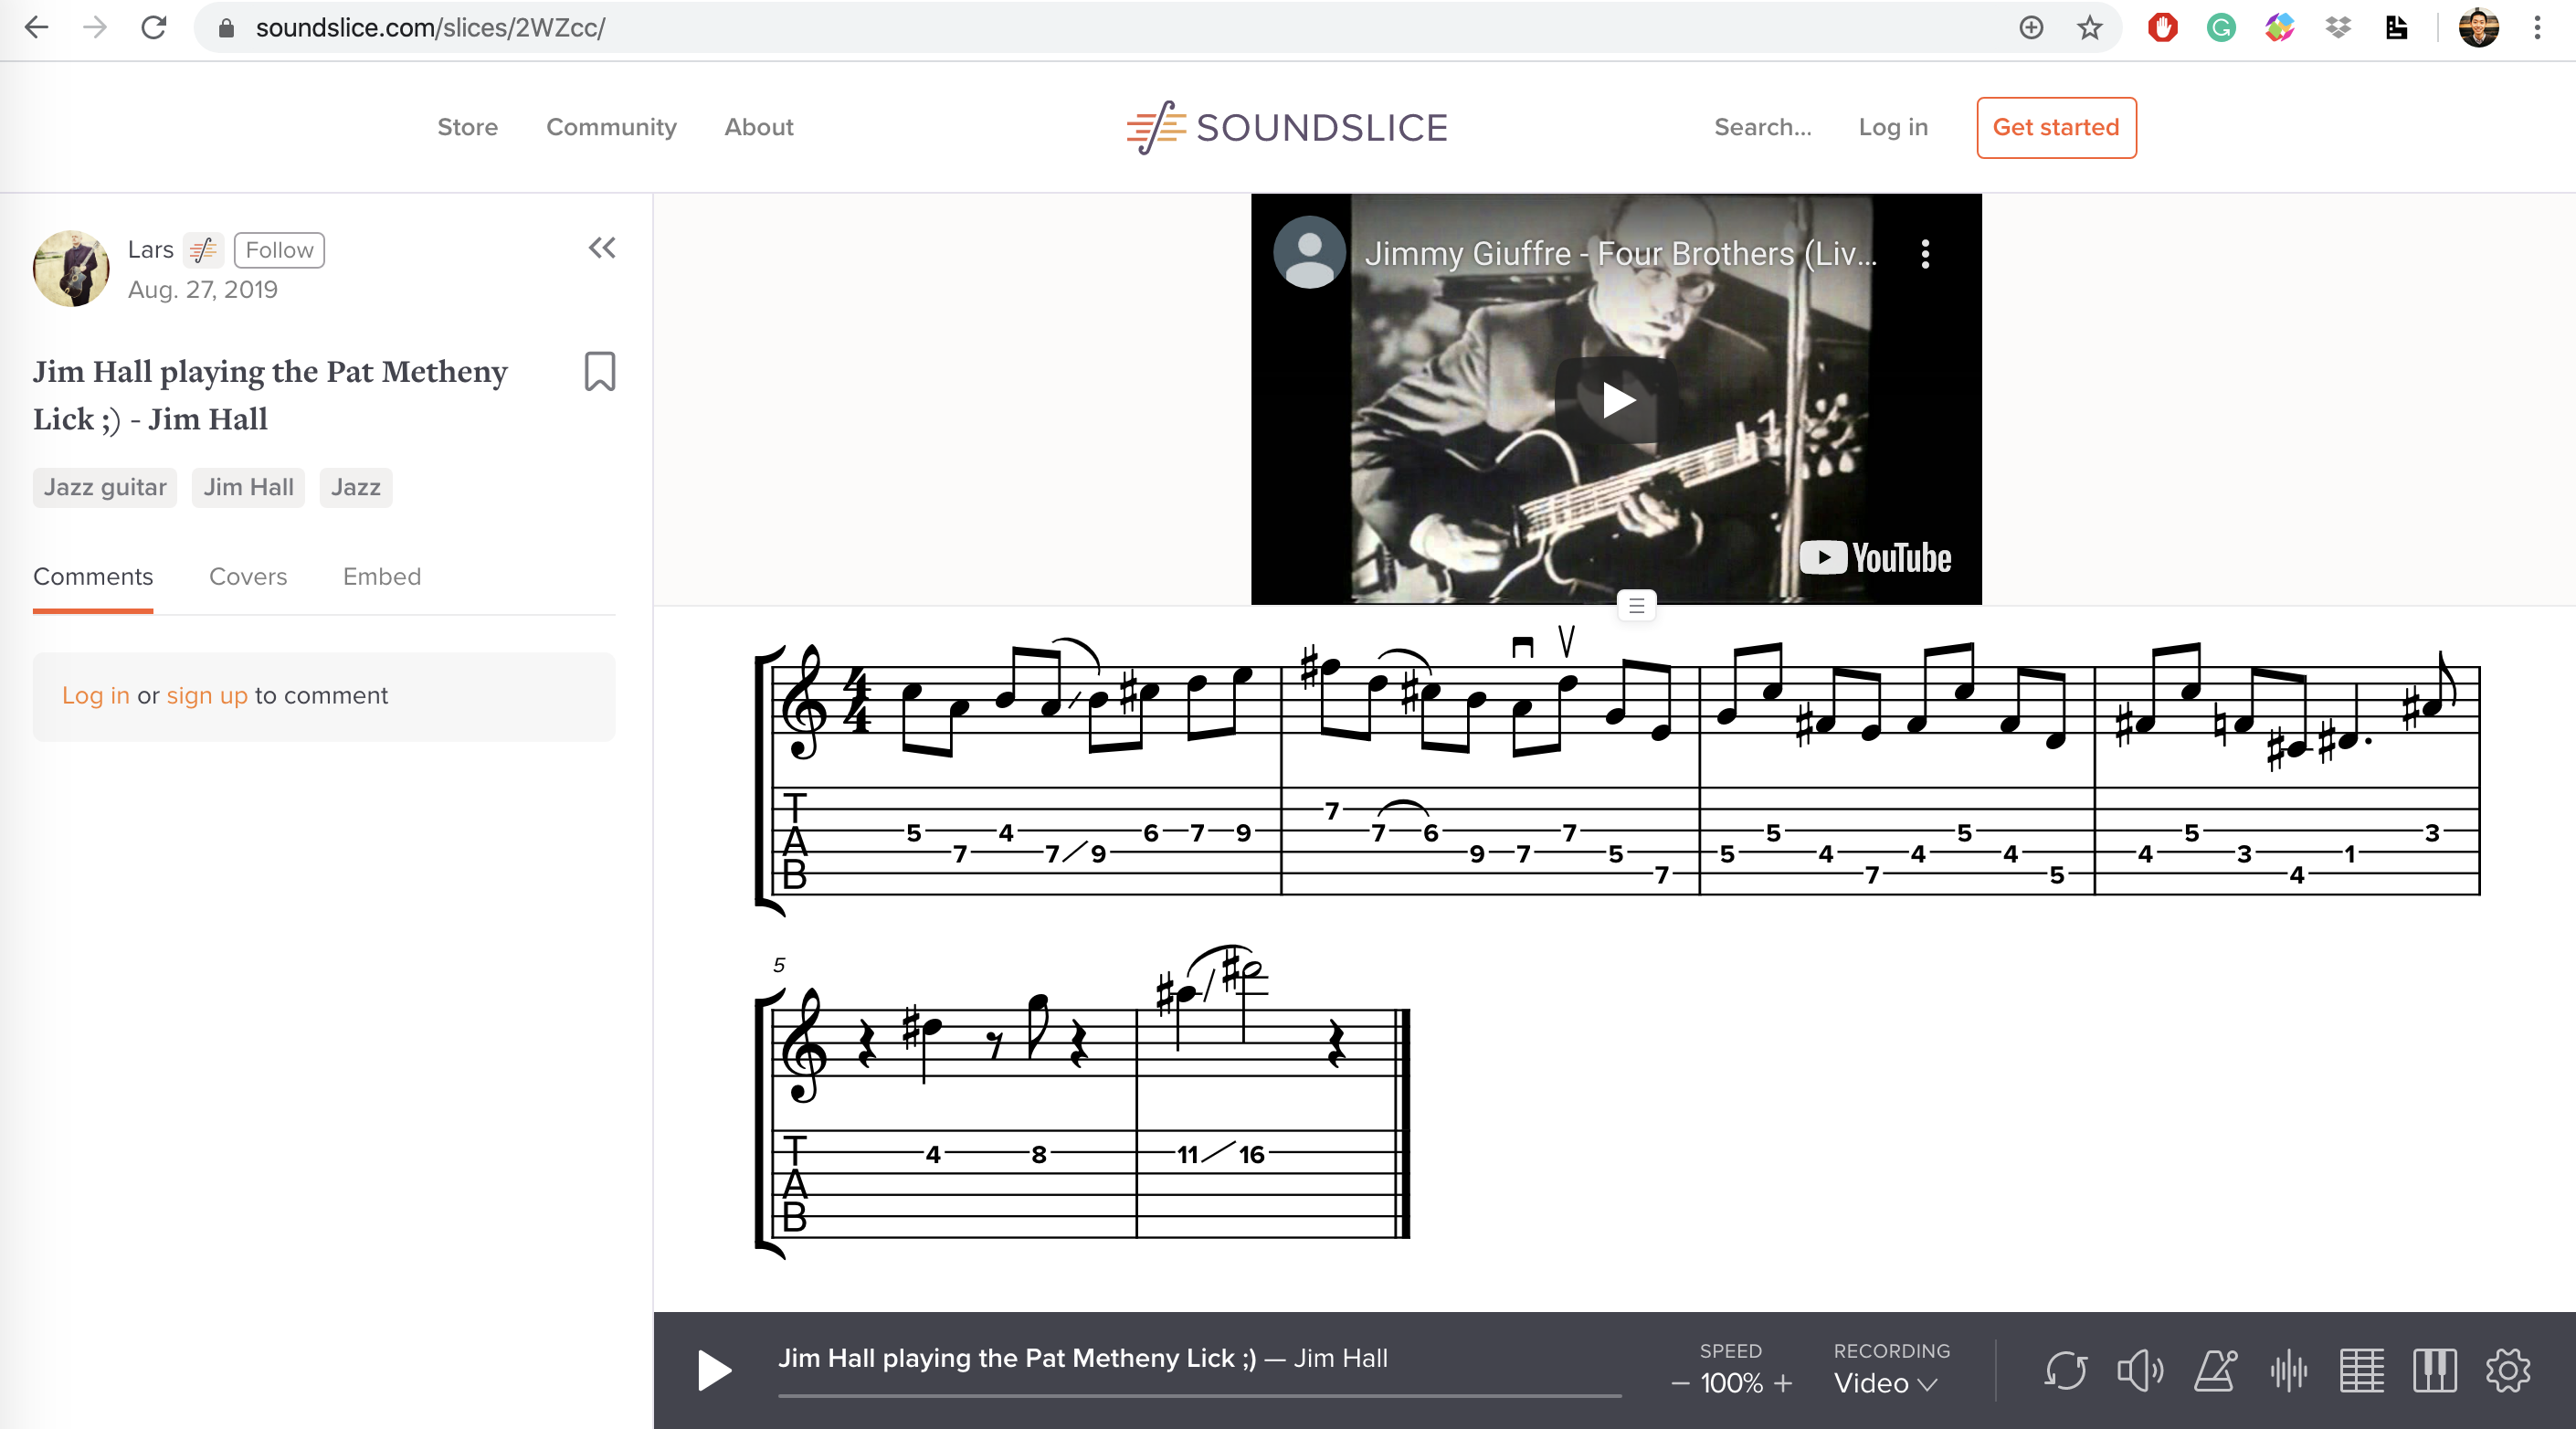 soundslice.com/slices/2WZcc/
Store Community About SOUNDSLICE Search... Log in Get started
Lars Follow
Aug. 27, 2019
Jim Hall playing the Pat Metheny
Lick ;) - Jim Hall
Jazz guitar Jim Hall Jazz
Comments Covers Embed
Log in or sign up to comment
Jimmy Giuffre - Four Brothers (Liv...
YouTube
4
4
T
A
B
7
5 4 6 7 9 7 6 7 5 5 5 3
7 7 9 9 7 5 5 4 4 4 4 3 1
7 7 5 4
5
T
A
B
4 8 11 16
Jim Hall playing the Pat Metheny Lick ;) — Jim Hall
SPEED
− 100% +
RECORDING
Video